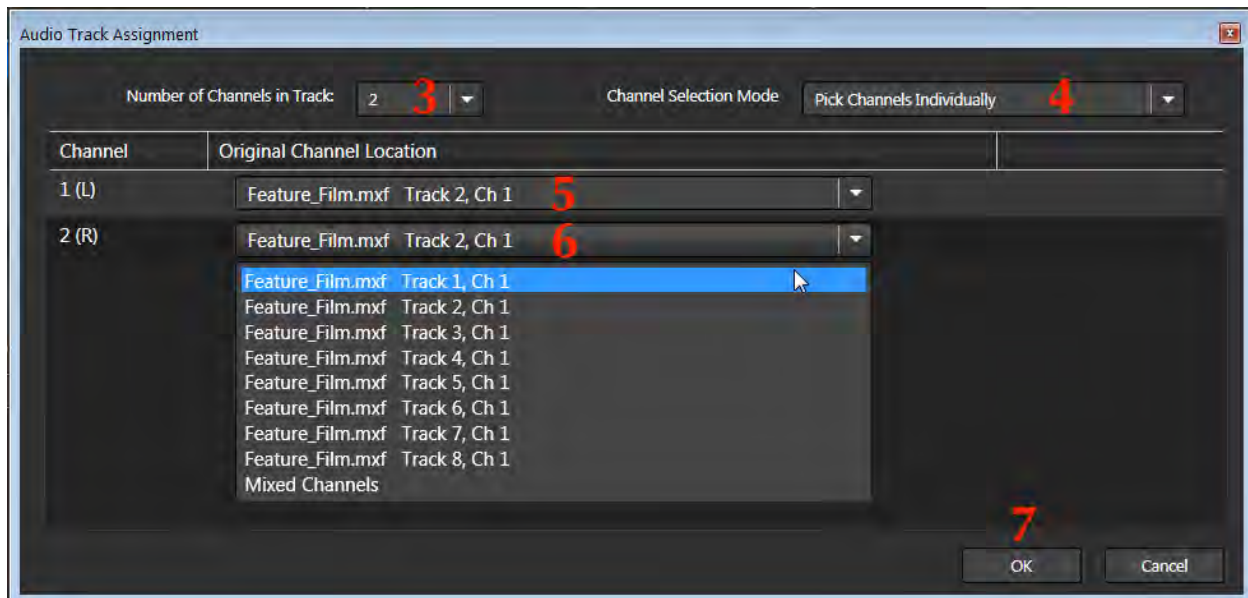 Audio Track Assignment
Number of Channels in Track: 2 3 Channel Selection Mode Pick Channels Individually 4
Channel Original Channel Location
1 (L) Feature_Film.mxf Track 2, Ch 1 5
2 (R) Feature_Film.mxf Track 2, Ch 1 6
Feature_Film.mxf Track 1, Ch 1
Feature_Film.mxf Track 2, Ch 1
Feature_Film.mxf Track 3, Ch 1
Feature_Film.mxf Track 4, Ch 1
Feature_Film.mxf Track 5, Ch 1
Feature_Film.mxf Track 6, Ch 1
Feature_Film.mxf Track 7, Ch 1
Feature_Film.mxf Track 8, Ch 1
Mixed Channels
7
OK Cancel